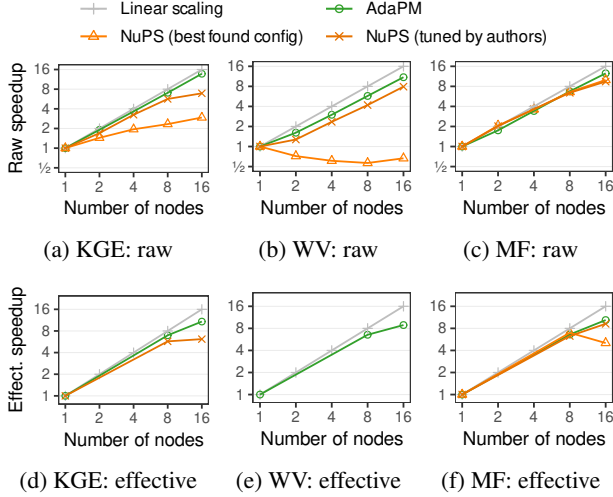 Linear scaling
AdaPM
NuPS (best found config)
NuPS (tuned by authors)
Raw speedup
16
8
4
2
1
½
1 2 4 8 16
Number of nodes
16
8
4
2
1
½
1 2 4 8 16
Number of nodes
16
8
4
2
1
½
1 2 4 8 16
Number of nodes
(a) KGE: raw
(b) WV: raw
(c) MF: raw
Effect. speedup
16
8
4
2
1
1 2 4 8 16
Number of nodes
16
8
4
2
1
1 2 4 8 16
Number of nodes
16
8
4
2
1
1 2 4 8 16
Number of nodes
(d) KGE: effective
(e) WV: effective
(f) MF: effective